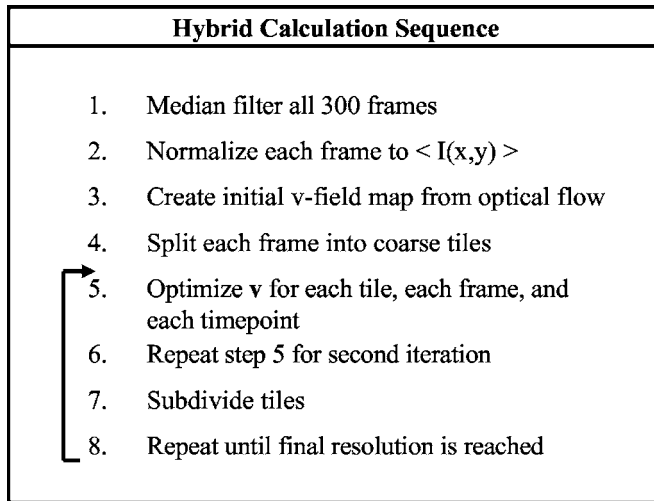 Hybrid Calculation Sequence
1. Median filter all 300 frames
2. Normalize each frame to < I(x,y) >
3. Create initial v-field map from optical flow
4. Split each frame into coarse tiles
5. Optimize v for each tile, each frame, and
each timepoint
6. Repeat step 5 for second iteration
7. Subdivide tiles
8. Repeat until final resolution is reached